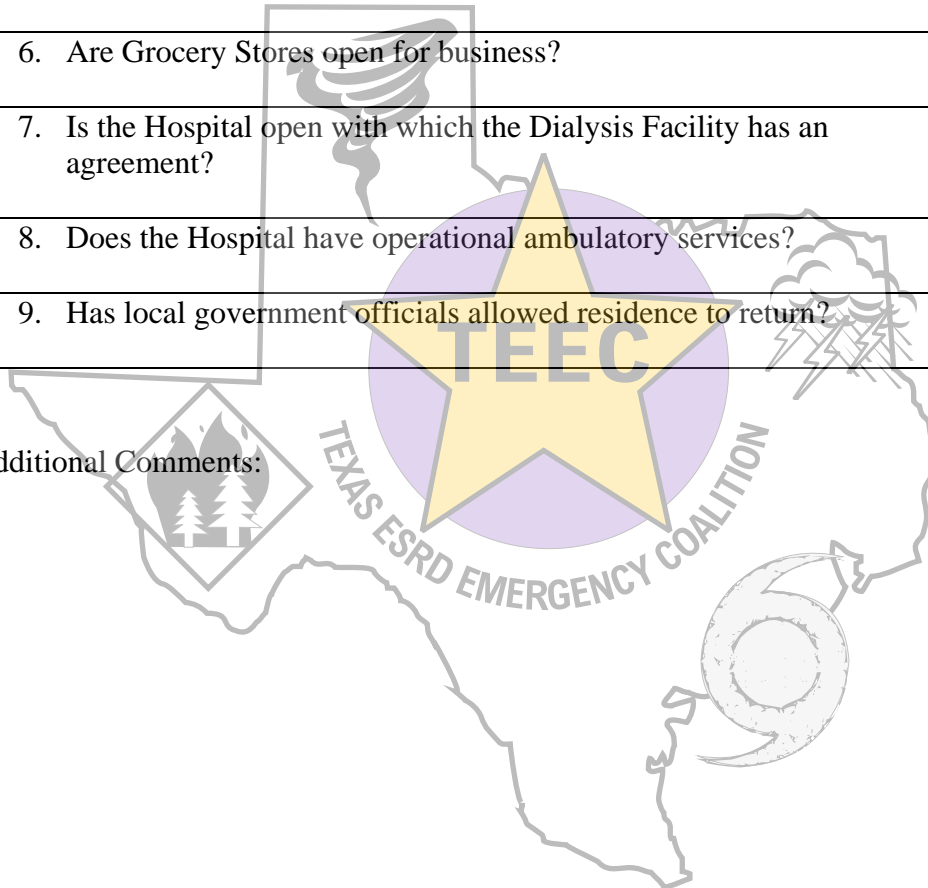 6. Are Grocery Stores open for business?
7. Is the Hospital open with which the Dialysis Facility has an
agreement?
8. Does the Hospital have operational ambulatory services?
9. Has local government officials allowed residence to return?
TEEC
dditional Comments:
TEXAS ESRD EMERGENCY COALITION